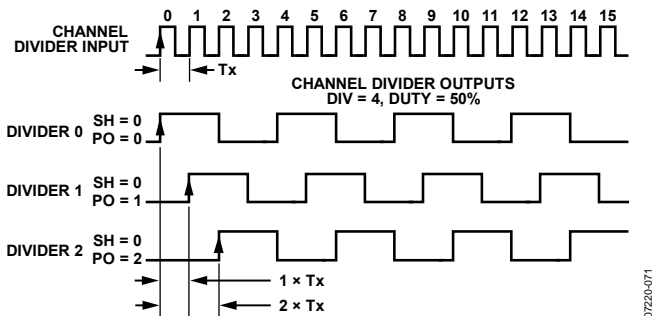 0 1 2 3 4 5 6 7 8 9 10 11 12 13 14 15
CHANNEL
DIVIDER INPUT
Tx
CHANNEL DIVIDER OUTPUTS
DIV = 4, DUTY = 50%
DIVIDER 0
SH = 0
PO = 0
DIVIDER 1
SH = 0
PO = 1
DIVIDER 2
SH = 0
PO = 2
1 × Tx
2 × Tx
07220-071